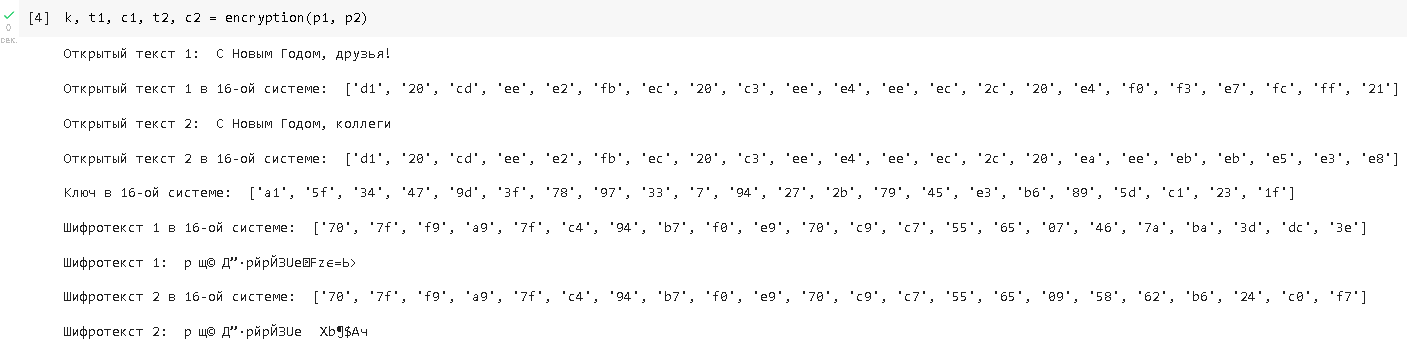 [4] k, t1, c1, t2, c2 = encryption(p1, p2)
0
сек.
Открытый текст 1:  С Новым Годом, друзья!
Открытый текст 1 в 16-ой системе:  ['d1', '20', 'cd', 'ee', 'e2', 'fb', 'ec', '20', 'c3', 'ee', 'e4', 'ee', 'ec', '2c', '20', 'e4', 'f0', 'f3', 'e7', 'fc', 'ff', '21']
Открытый текст 2:  С Новым Годом, коллеги
Открытый текст 2 в 16-ой системе:  ['d1', '20', 'cd', 'ee', 'e2', 'fb', 'ec', '20', 'c3', 'ee', 'e4', 'ee', 'ec', '2c', '20', 'ea', 'ee', 'eb', 'eb', 'e5', 'e3', 'e8']
Ключ в 16-ой системе:  ['a1', '5f', '34', '47', '9d', '3f', '78', '97', '33', '7', '94', '27', '2b', '79', '45', 'e3', 'b6', '89', '5d', 'c1', '23', '1f']
Шифротекст 1 в 16-ой системе:  ['70', '7f', 'f9', 'a9', '7f', 'c4', '94', 'b7', 'f0', 'e9', '70', 'c9', 'c7', '55', '65', '07', '46', '7a', 'ba', '3d', 'dc', '3e']
Шифротекст 1:  p щ© Д”·рйpЙЗUe Fzє=Ь>
Шифротекст 2 в 16-ой системе:  ['70', '7f', 'f9', 'a9', '7f', 'c4', '94', 'b7', 'f0', 'e9', '70', 'c9', 'c7', '55', '65', '09', '58', '62', 'b6', '24', 'c0', 'f7']
Шифротекст 2:  p щ© Д”·рйpЙЗUe  Xb¶$Ач